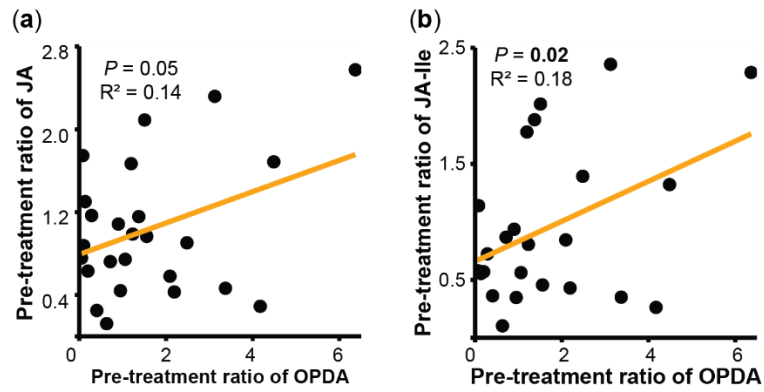 (a)
P = 0.05
R² = 0.14
Pre-treatment ratio of JA
2.8
2.0
1.2
0.4
0 2 4 6
Pre-treatment ratio of OPDA
(b)
P = 0.02
R² = 0.18
Pre-treatment ratio of JA-Ile
2.5
1.5
0.5
0 2 4 6
Pre-treatment ratio of OPDA